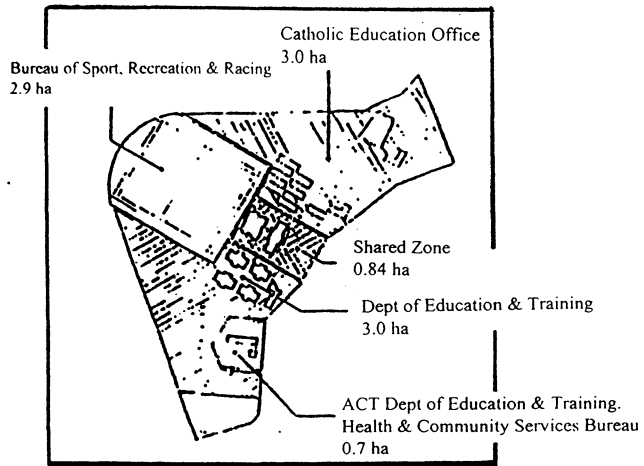 Catholic Education Office
3.0 ha
Bureau of Sport, Recreation & Racing
2.9 ha
Shared Zone
0.84 ha
Dept of Education & Training
3.0 ha
ACT Dept of Education & Training.
Health & Community Services Bureau
0.7 ha